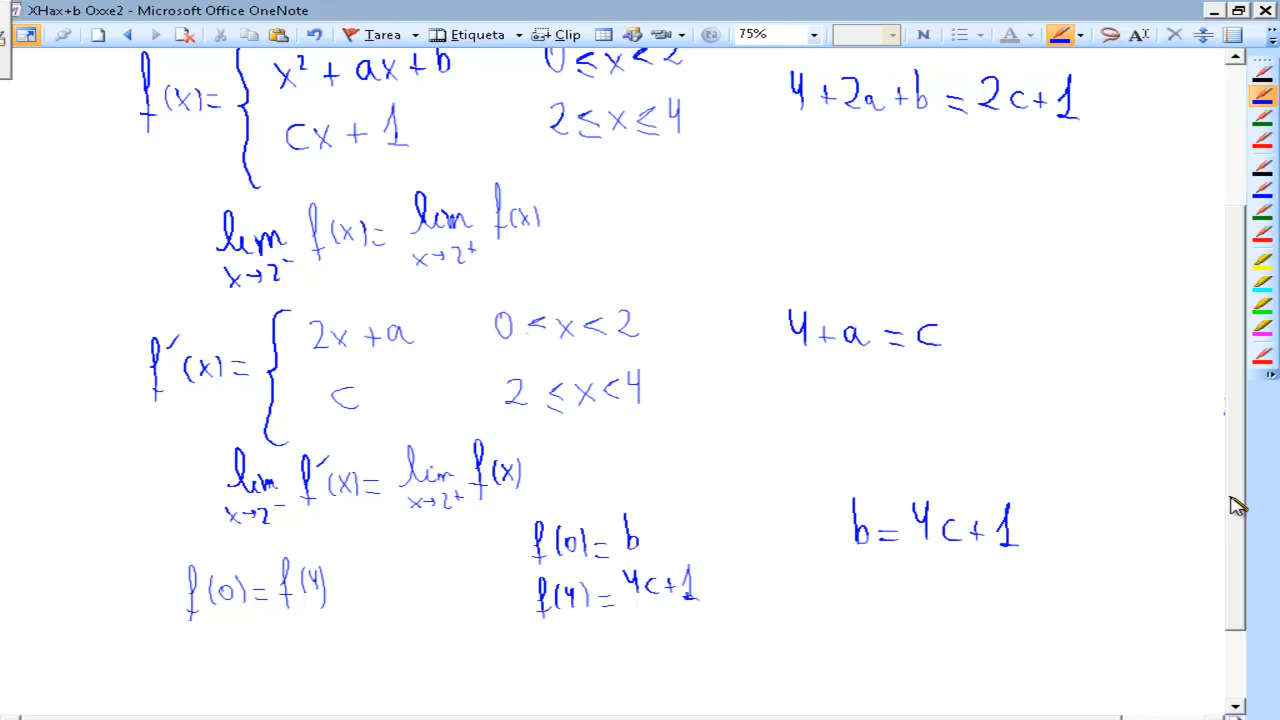 XHax+b Oxxe2 - Microsoft Office OneNote
Tarea Etiqueta Clip 75% N A A
f(x)= { x² + ax + b 0 ≤ x < 2
cx + 1 2 ≤ x ≤ 4
4 + 2a + b = 2c + 1
lim x→2⁻ f(x) = lim x→2⁺ f(x)
f´(x) = { 2x + a 0 < x < 2
c 2 ≤ x < 4
4 + a = c
lim x→2⁻ f´(x) = lim x→2⁺ f(x)
f(0) = b
b = 4c + 1
f(0) = f(4)
f(4) = 4c + 1